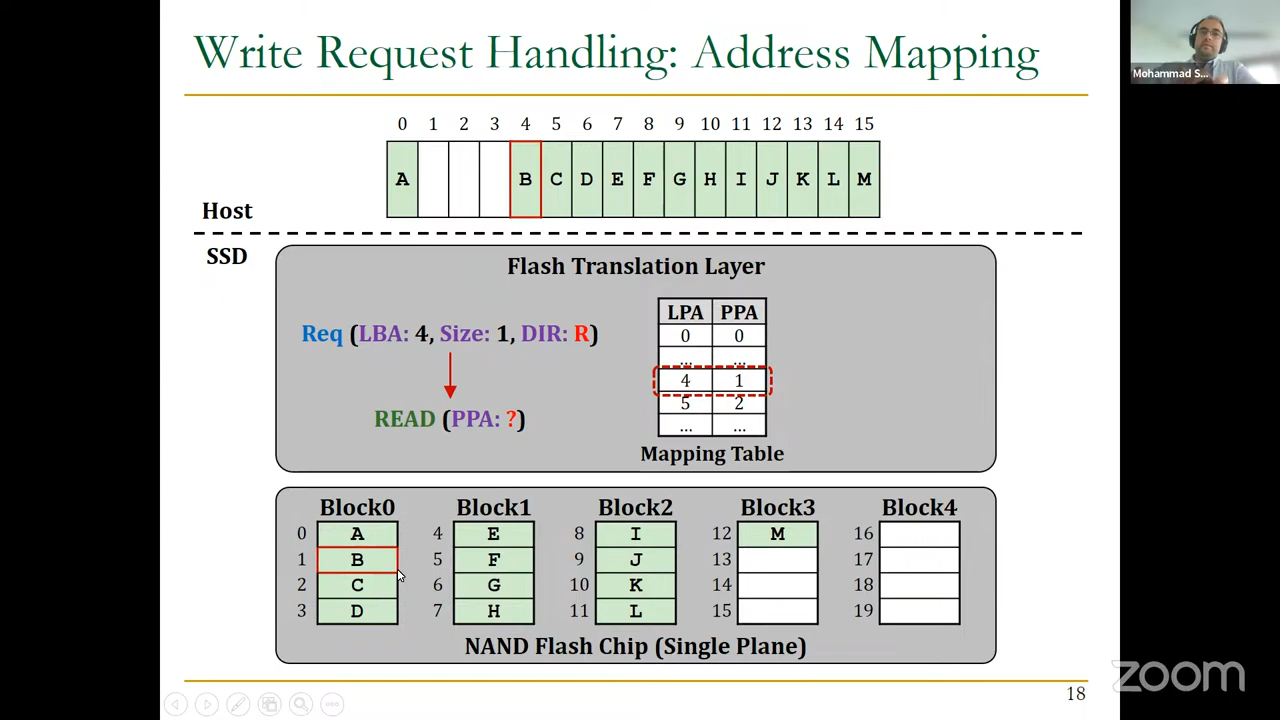 Write Request Handling: Address Mapping
Mohammad S...
0 1 2 3 4 5 6 7 8 9 10 11 12 13 14 15
A B C D E F G H I J K L M
Host
SSD
Flash Translation Layer
Req (LBA: 4, Size: 1, DIR: R)
READ (PPA: ?)
LPA PPA
0 0
... ...
4 1
5 2
... ...
Mapping Table
Block0 Block1 Block2 Block3 Block4
0 A 4 E 8 I 12 M 16
1 B 5 F 9 J 13 17
2 C 6 G 10 K 14 18
3 D 7 H 11 L 15 19
NAND Flash Chip (Single Plane)
18
zoom